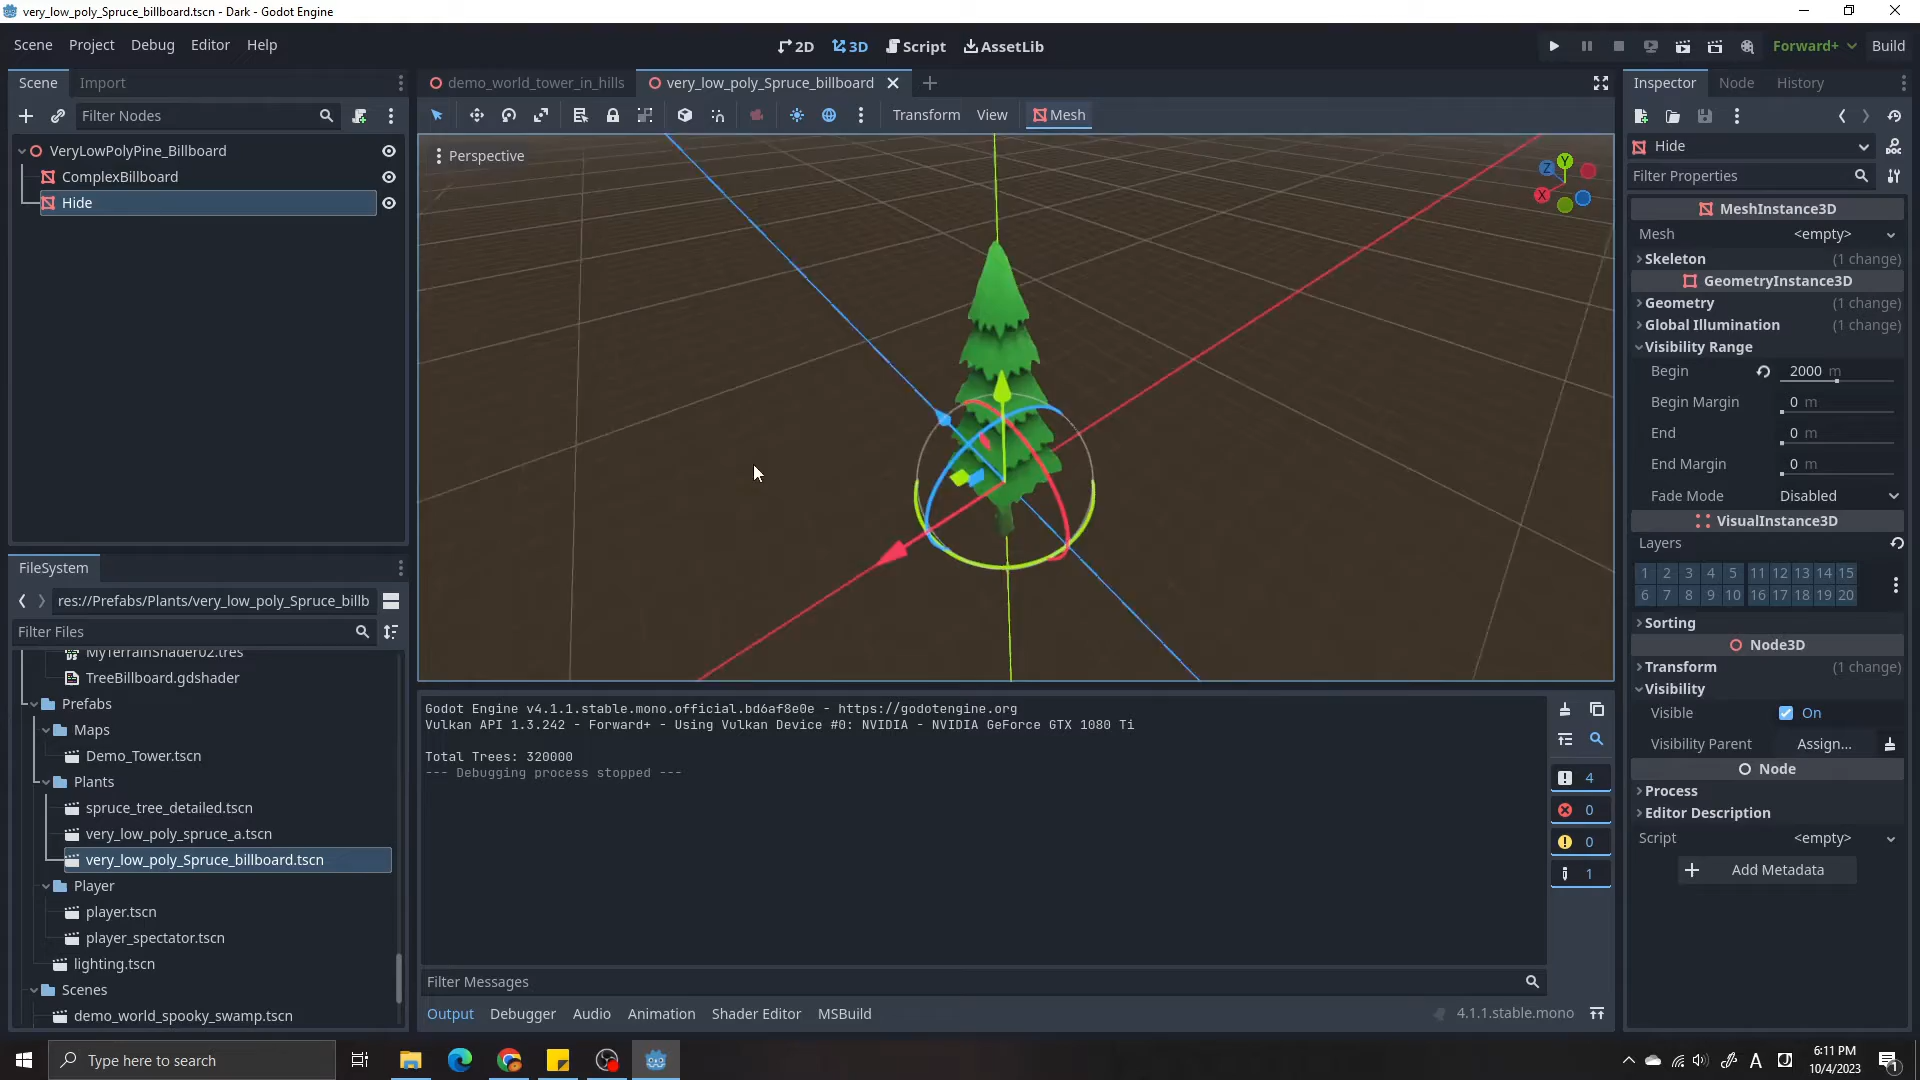 very_low_poly_Spruce_billboard.tscn - Dark - Godot Engine
Scene Project Debug Editor Help
2D 3D Script AssetLib
Forward+ Build
Scene Import
Filter Nodes
VeryLowPolyPine_Billboard
ComplexBillboard
Hide
demo_world_tower_in_hills very_low_poly_Spruce_billboard
Transform View Mesh
Perspective
Y
Z
X
FileSystem
res://Prefabs/Plants/very_low_poly_Spruce_billb
Filter Files
MyTerrainShader02.tres
TreeBillboard.gdshader
Prefabs
Maps
Demo_Tower.tscn
Plants
spruce_tree_detailed.tscn
very_low_poly_spruce_a.tscn
very_low_poly_Spruce_billboard.tscn
Player
player.tscn
player_spectator.tscn
lighting.tscn
Scenes
demo_world_spooky_swamp.tscn
Godot Engine v4.1.1.stable.mono.official.bd6af8e0e - https://godotengine.org
Vulkan API 1.3.242 - Forward+ - Using Vulkan Device #0: NVIDIA - NVIDIA GeForce GTX 1080 Ti
Total Trees: 320000
--- Debugging process stopped ---
4
0
0
1
Filter Messages
Output Debugger Audio Animation Shader Editor MSBuild
4.1.1.stable.mono
Inspector Node History
Hide
Filter Properties
MeshInstance3D
Mesh <empty>
Skeleton (1 change)
GeometryInstance3D
Geometry (1 change)
Global Illumination (1 change)
Visibility Range
Begin 2000 m
Begin Margin 0 m
End 0 m
End Margin 0 m
Fade Mode Disabled
VisualInstance3D
Layers
1 2 3 4 5 11 12 13 14 15
6 7 8 9 10 16 17 18 19 20
Sorting
Node3D
Transform (1 change)
Visibility
Visible On
Visibility Parent Assign...
Node
Process
Editor Description
Script <empty>
Add Metadata
Type here to search
A
6:11 PM
10/4/2023
1